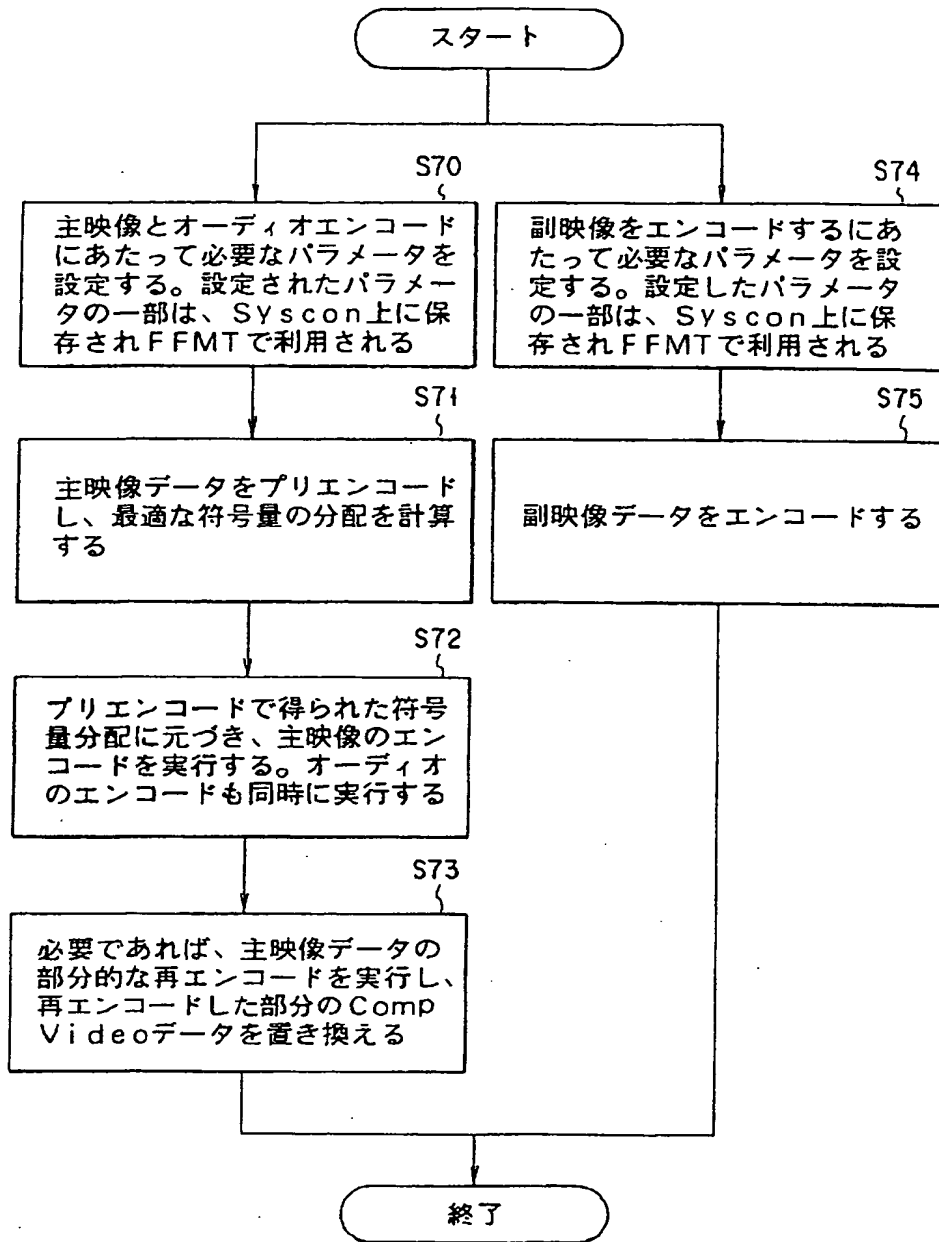 スタート
S70
主映像とオーディオエンコード
にあたって必要なパラメータを
設定する。設定されたパラメー
タの一部は、Syscon上に保
存されFFMTで利用される
S74
副映像をエンコードするにあ
たって必要なパラメータを設
定する。設定したパラメータ
の一部は、Syscon上に保
存されFFMTで利用される
S71
主映像データをプリエンコード
し、最適な符号量の分配を計算
する
S75
副映像データをエンコードする
S72
プリエンコードで得られた符号
量分配に元づき、主映像のエン
コードを実行する。オーディオ
のエンコードも同時に実行する
S73
必要であれば、主映像データの
部分的な再エンコードを実行し、
再エンコードした部分のComp
Videoデータを置き換える
終了